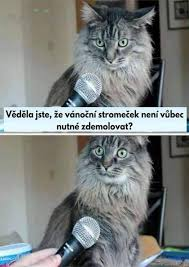 Věděla jste, že vánoční stromeček není vůbec
nutné zdemolovat?